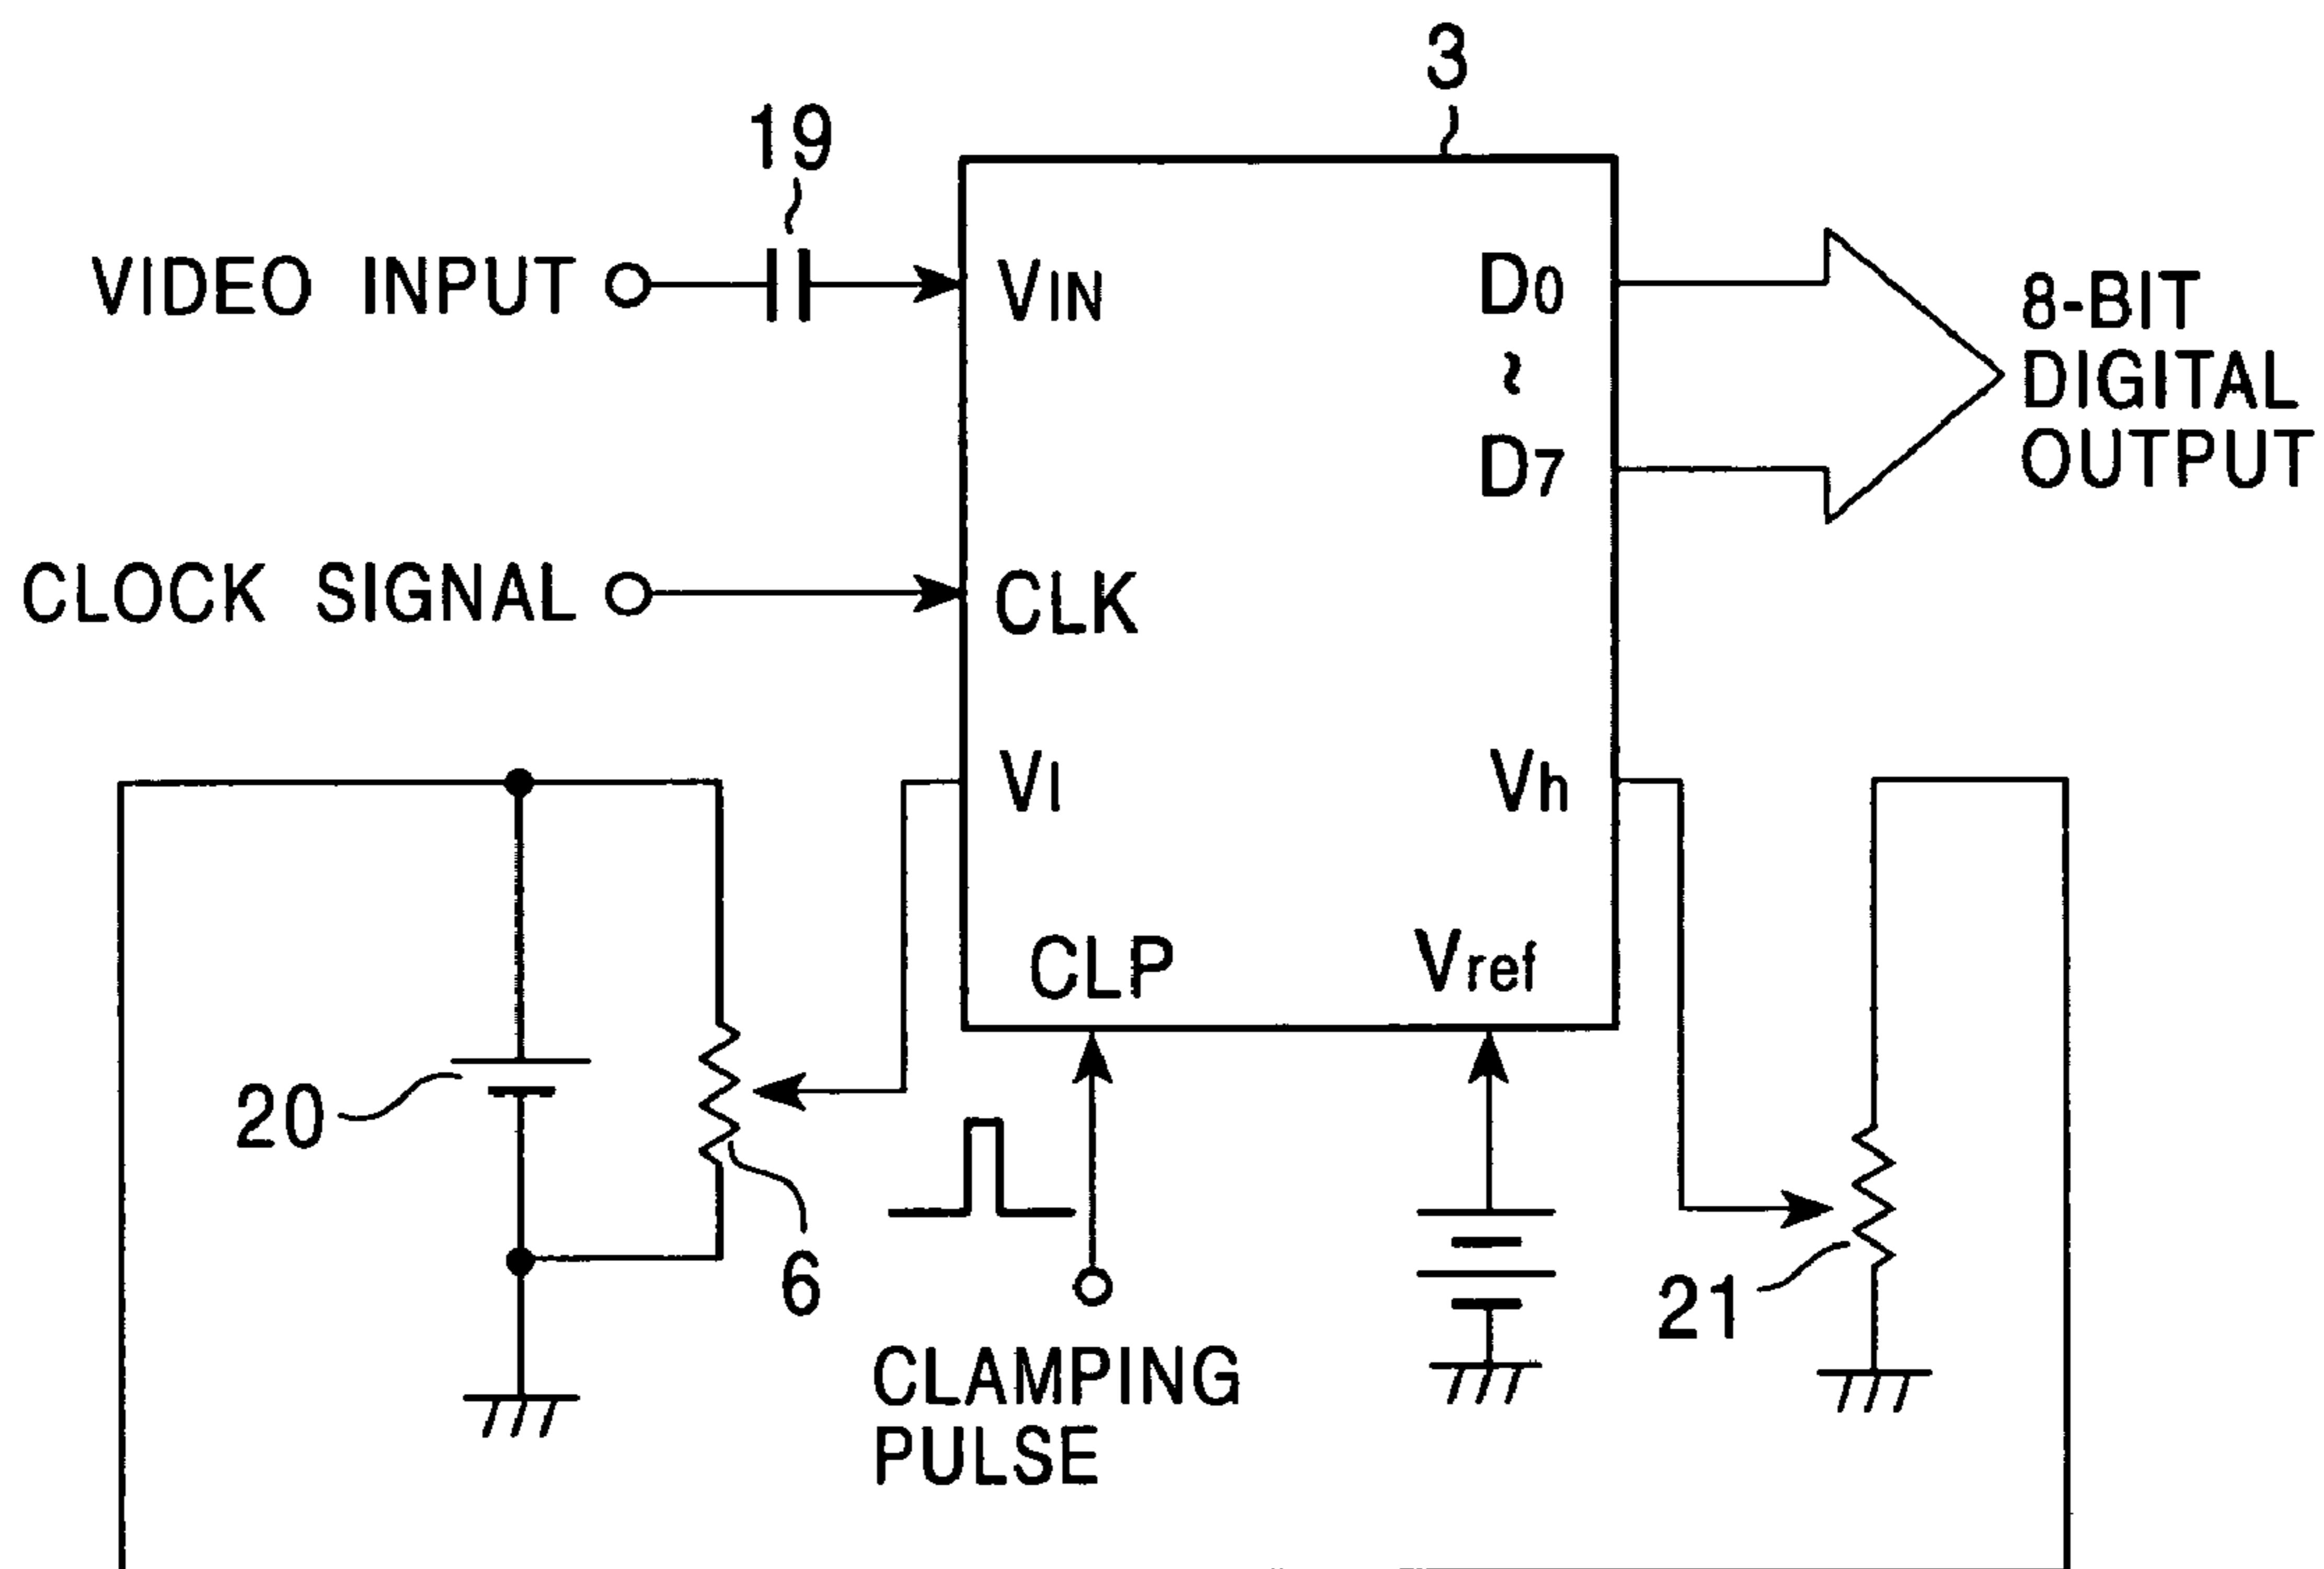 3
19
VIDEO INPUT
VIN
D0
~
D7
8-BIT
DIGITAL
OUTPUT
CLOCK SIGNAL
CLK
Vl
Vh
CLP
Vref
20
6
21
CLAMPING
PULSE